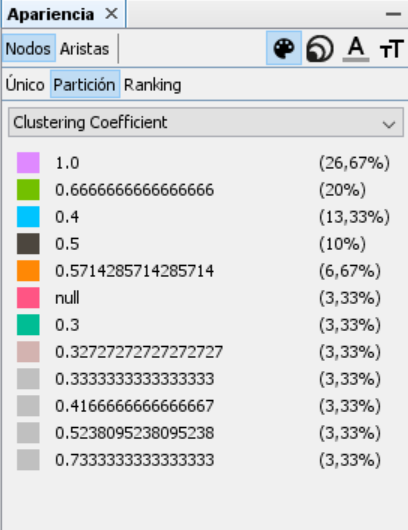 Apariencia
Nodos Aristas
Único Partición Ranking
Clustering Coefficient
1.0 (26,67%)
0.6666666666666666 (20%)
0.4 (13,33%)
0.5 (10%)
0.5714285714285714 (6,67%)
null (3,33%)
0.3 (3,33%)
0.32727272727272727 (3,33%)
0.3333333333333333 (3,33%)
0.4166666666666667 (3,33%)
0.5238095238095238 (3,33%)
0.7333333333333333 (3,33%)